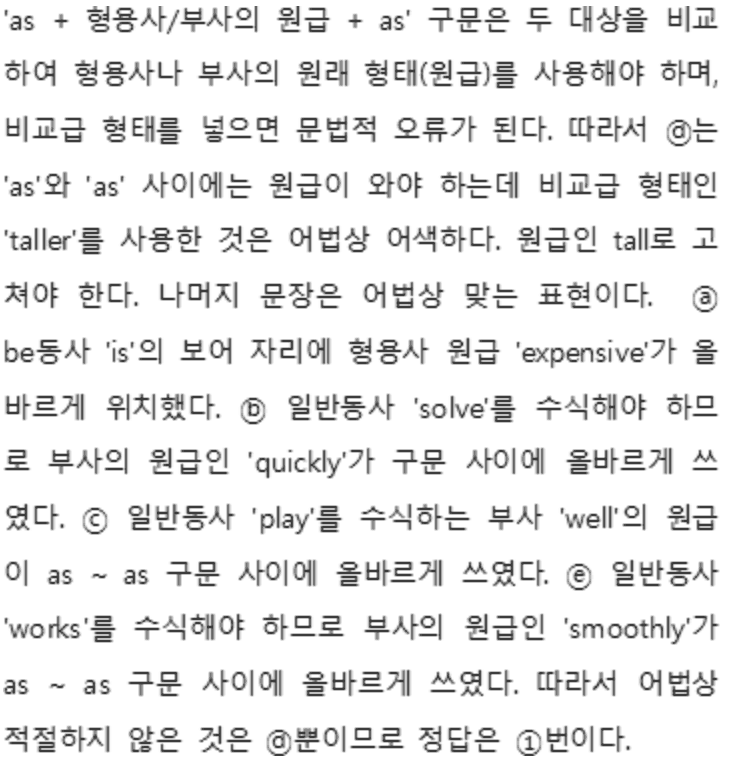 'as + 형용사/부사의 원급 + as' 구문은 두 대상을 비교
하여 형용사나 부사의 원래 형태(원급)를 사용해야 하며,
비교급 형태를 넣으면 문법적 오류가 된다. 따라서 ⓓ는
'as'와 'as' 사이에는 원급이 와야 하는데 비교급 형태인
'taller'를 사용한 것은 어법상 어색하다. 원급인 tall로 고
쳐야 한다. 나머지 문장은 어법상 맞는 표현이다. ⓐ
be동사 'is'의 보어 자리에 형용사 원급 'expensive'가 올
바르게 위치했다. ⓑ 일반동사 'solve'를 수식해야 하므
로 부사의 원급인 'quickly'가 구문 사이에 올바르게 쓰
였다. ⓒ 일반동사 'play'를 수식하는 부사 'well'의 원급
이 as ~ as 구문 사이에 올바르게 쓰였다. ⓔ 일반동사
'works'를 수식해야 하므로 부사의 원급인 'smoothly'가
as ~ as 구문 사이에 올바르게 쓰였다. 따라서 어법상
적절하지 않은 것은 ⓓ뿐이므로 정답은 ①번이다.